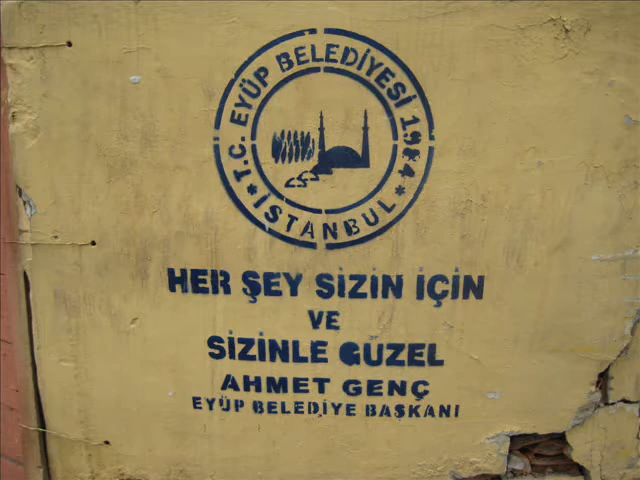 T.C. EYÜP BELEDİYESİ 1984
İSTANBUL
HER ŞEY SİZİN İÇİN
VE
SİZİNLE GÜZEL
AHMET GENÇ
EYÜP BELEDİYE BAŞKANI